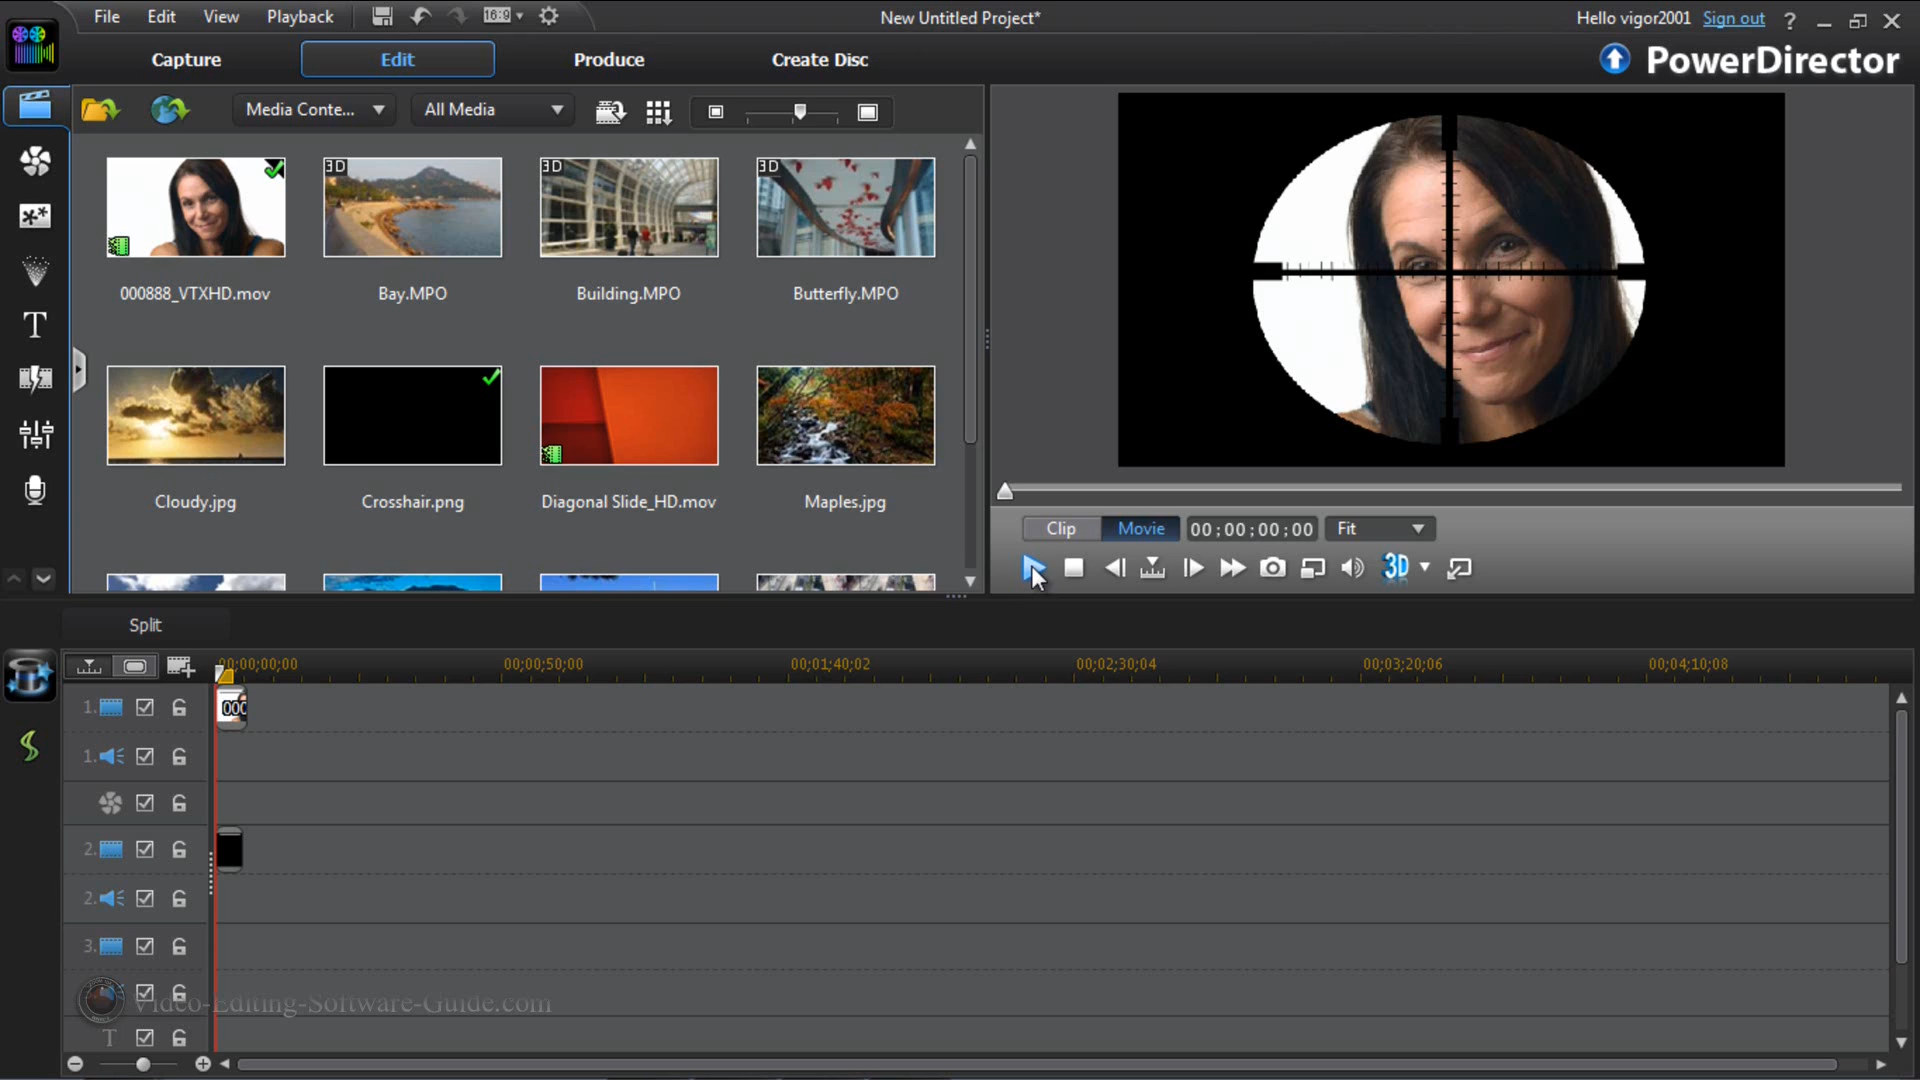 File Edit View Playback 16:9 New Untitled Project* Hello vigor2001 Sign out ?
Capture Edit Produce Create Disc PowerDirector
Media Conte... All Media
3D 3D 3D
000888_VTXHD.mov Bay.MPO Building.MPO Butterfly.MPO
T
Cloudy.jpg Crosshair.png Diagonal Slide_HD.mov Maples.jpg
Clip Movie 00;00;00;00 Fit
3D
Split
00;00;00;00 00;00;50;00 00;01;40;02 00;02;30;04 00;03;20;06 00;04;10;08
1. 000
1.
2.
2.
3.
Video-Editing-Software-Guide.com
T